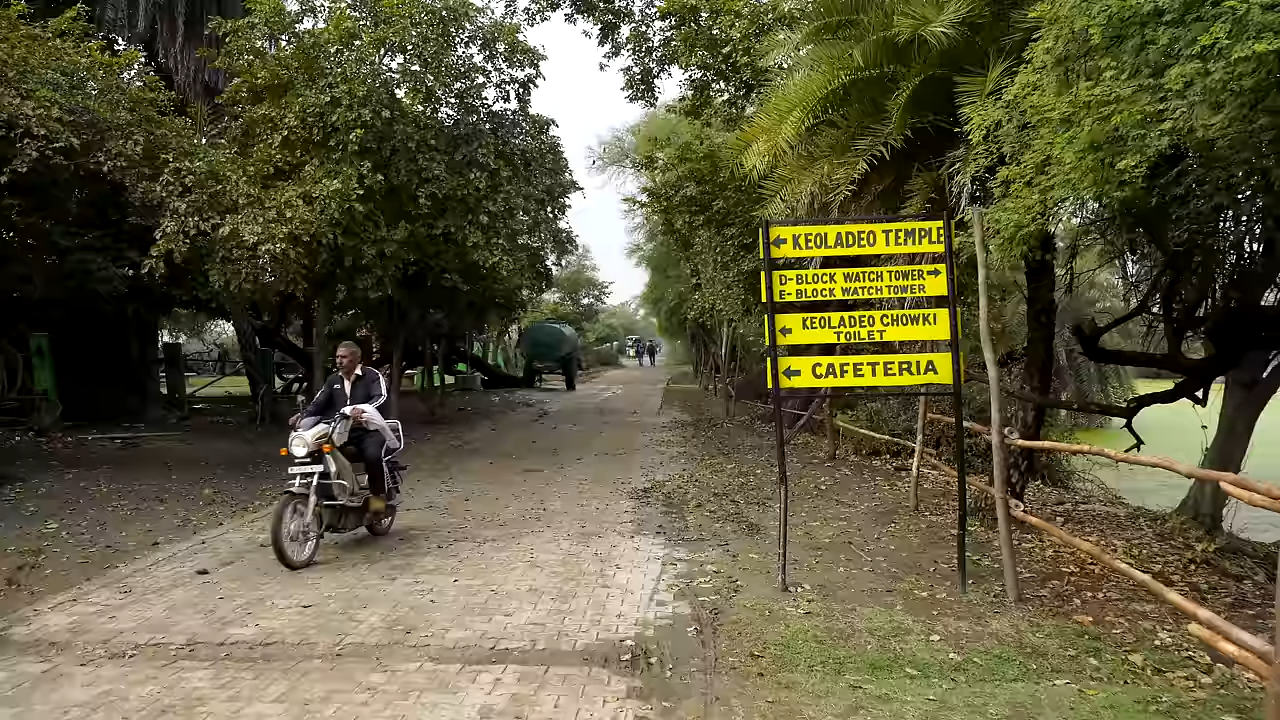 ← KEOLADEO TEMPLE
D-BLOCK WATCH TOWER →
E-BLOCK WATCH TOWER
← KEOLADEO CHOWKI
TOILET
← CAFETERIA